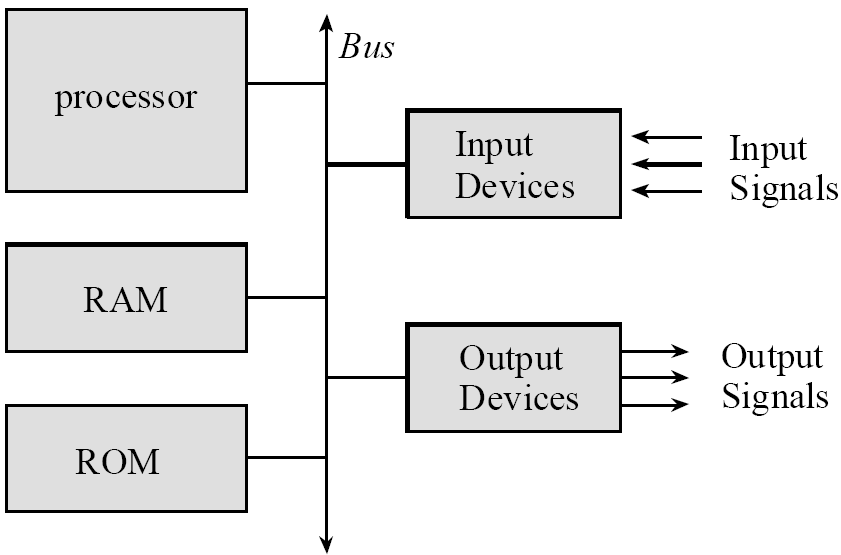 processor
Bus
Input
Devices
Input
Signals
RAM
Output
Devices
Output
Signals
ROM